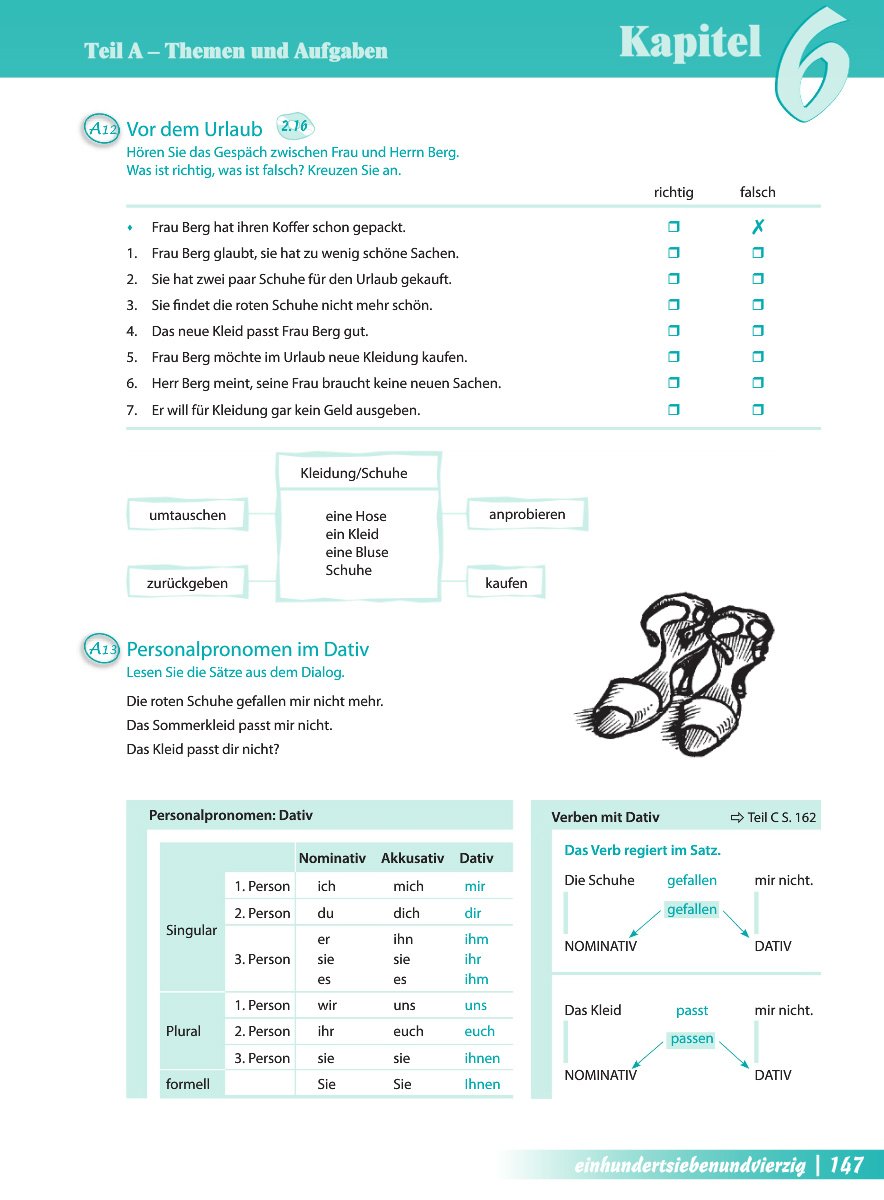 Teil A – Themen und Aufgaben
Kapitel 6
A12 Vor dem Urlaub 2.16
Hören Sie das Gespäch zwischen Frau und Herrn Berg.
Was ist richtig, was ist falsch? Kreuzen Sie an.
richtig falsch
Frau Berg hat ihren Koffer schon gepackt. ❒ ✗
1. Frau Berg glaubt, sie hat zu wenig schöne Sachen. ❒ ❒
2. Sie hat zwei paar Schuhe für den Urlaub gekauft. ❒ ❒
3. Sie findet die roten Schuhe nicht mehr schön. ❒ ❒
4. Das neue Kleid passt Frau Berg gut. ❒ ❒
5. Frau Berg möchte im Urlaub neue Kleidung kaufen. ❒ ❒
6. Herr Berg meint, seine Frau braucht keine neuen Sachen. ❒ ❒
7. Er will für Kleidung gar kein Geld ausgeben. ❒ ❒
Kleidung/Schuhe
umtauschen
eine Hose
ein Kleid
eine Bluse
Schuhe
anprobieren
zurückgeben
kaufen
A13 Personalpronomen im Dativ
Lesen Sie die Sätze aus dem Dialog.
Die roten Schuhe gefallen mir nicht mehr.
Das Sommerkleid passt mir nicht.
Das Kleid passt dir nicht?
Personalpronomen: Dativ
Nominativ Akkusativ Dativ
Singular
1. Person ich mich mir
2. Person du dich dir
3. Person
er ihn ihm
sie sie ihr
es es ihm
Plural
1. Person wir uns uns
2. Person ihr euch euch
3. Person sie sie ihnen
formell Sie Sie Ihnen
Verben mit Dativ ⇨ Teil C S. 162
Das Verb regiert im Satz.
Die Schuhe gefallen mir nicht.
gefallen
NOMINATIV DATIV
Das Kleid passt mir nicht.
passen
NOMINATIV DATIV
einhundertsiebenundvierzig | 147